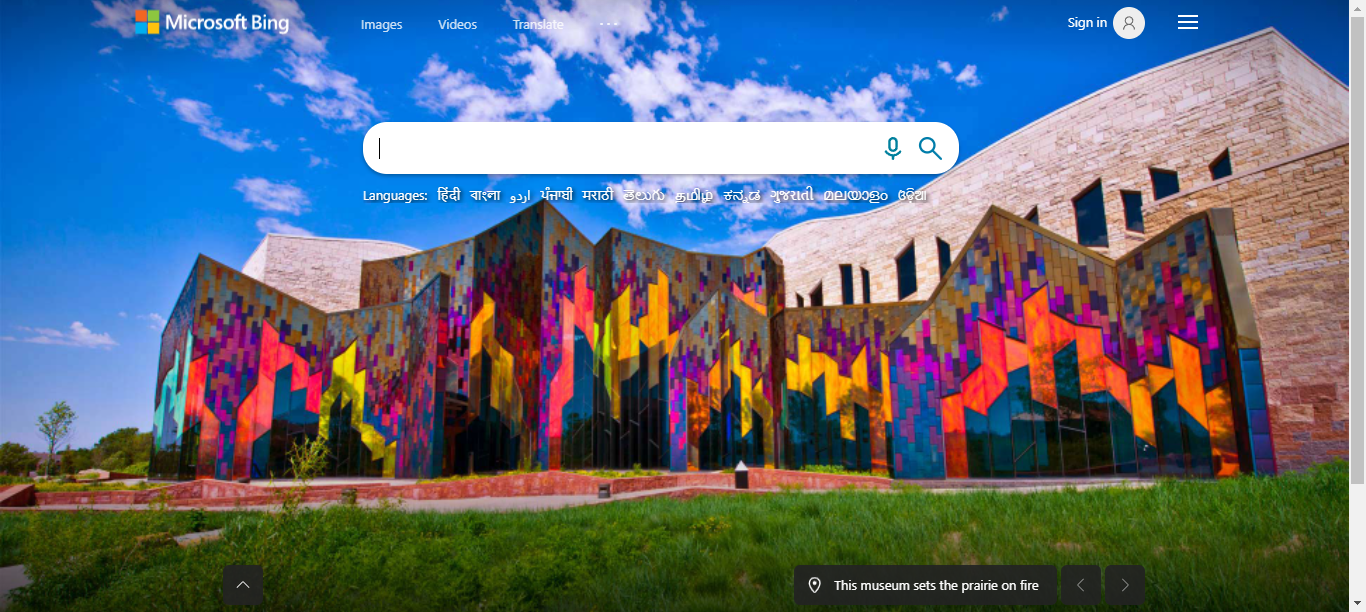 Microsoft Bing
Images Videos Translate ... Sign in
Languages: हिंदी বাংলা اردو ਪੰਜਾਬੀ मराठी తెలుగు தமிழ் ಕನ್ನಡ ગુજરાતી മലയാളം ଓଡ଼ିଆ
This museum sets the prairie on fire